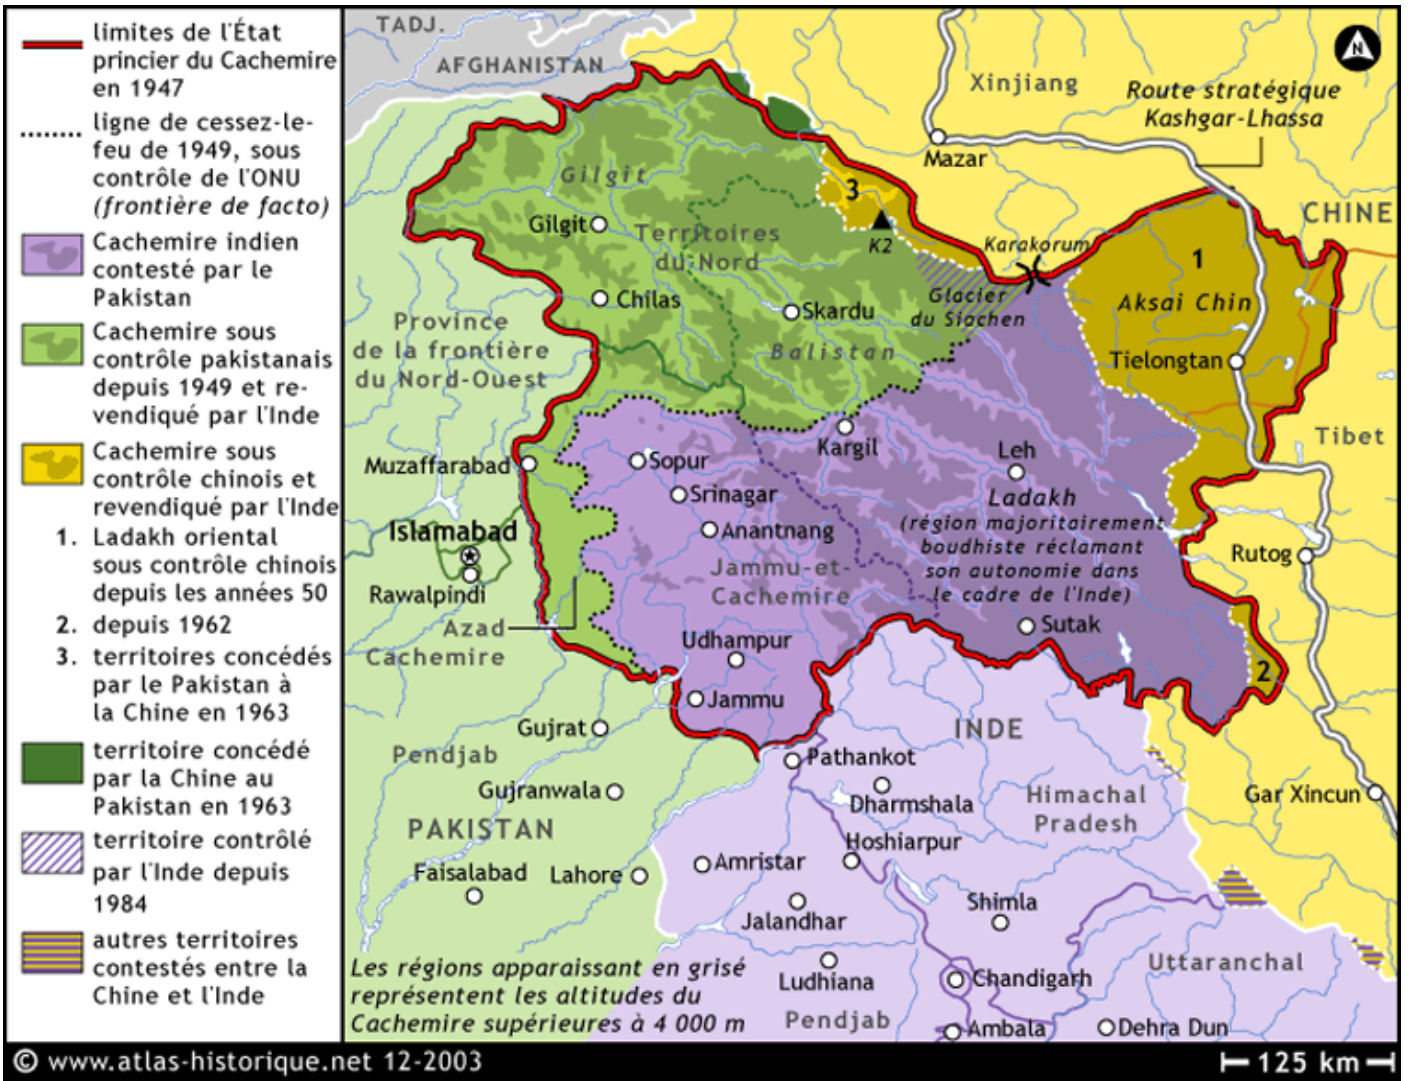 limites de l'État
princier du Cachemire
en 1947
ligne de cessez-le-
feu de 1949, sous
contrôle de l'ONU
(frontière de facto)
Cachemire indien
contesté par le
Pakistan
Cachemire sous
contrôle pakistanais
depuis 1949 et re-
vendiqué par l'Inde
Cachemire sous
contrôle chinois et
revendiqué par l'Inde
1. Ladakh oriental
sous contrôle chinois
depuis les années 50
2. depuis 1962
3. territoires concédés
par le Pakistan à
la Chine en 1963
territoire concédé
par la Chine au
Pakistan en 1963
territoire contrôlé
par l'Inde depuis
1984
autres territoires
contestés entre la
Chine et l'Inde
TADJ.
AFGHANISTAN
N
Xinjiang
Route stratégique
Kashgar-Lhassa
Mazar
Gilgit
3
CHINE
Gilgit
Territoires
du Nord
K2
Karakorum
1
Chilas
Skardu
Glacier
du Siachen
Aksai Chin
Province
de la frontière
du Nord-Ouest
Balistan
Tielongtan
Kargil
Tibet
Muzaffarabad
Sopur
Leh
Srinagar
Ladakh
(région majoritairement
boudhiste réclamant
son autonomie dans
le cadre de l'Inde)
Islamabad
Anantnang
Rutog
Rawalpindi
Jammu-et-
Cachemire
Azad
Cachemire
Sutak
Udhampur
2
Jammu
Gujrat
INDE
Pendjab
Pathankot
Gujranwala
Dharmshala
Himachal
Pradesh
Gar Xincun
PAKISTAN
Hoshiarpur
Faisalabad
Lahore
Amristar
Shimla
Jalandhar
Les régions apparaissant en grisé
représentent les altitudes du
Cachemire supérieures à 4 000 m
Ludhiana
Chandigarh
Uttaranchal
Pendjab
Ambala
Dehra Dun
© www.atlas-historique.net 12-2003
125 km